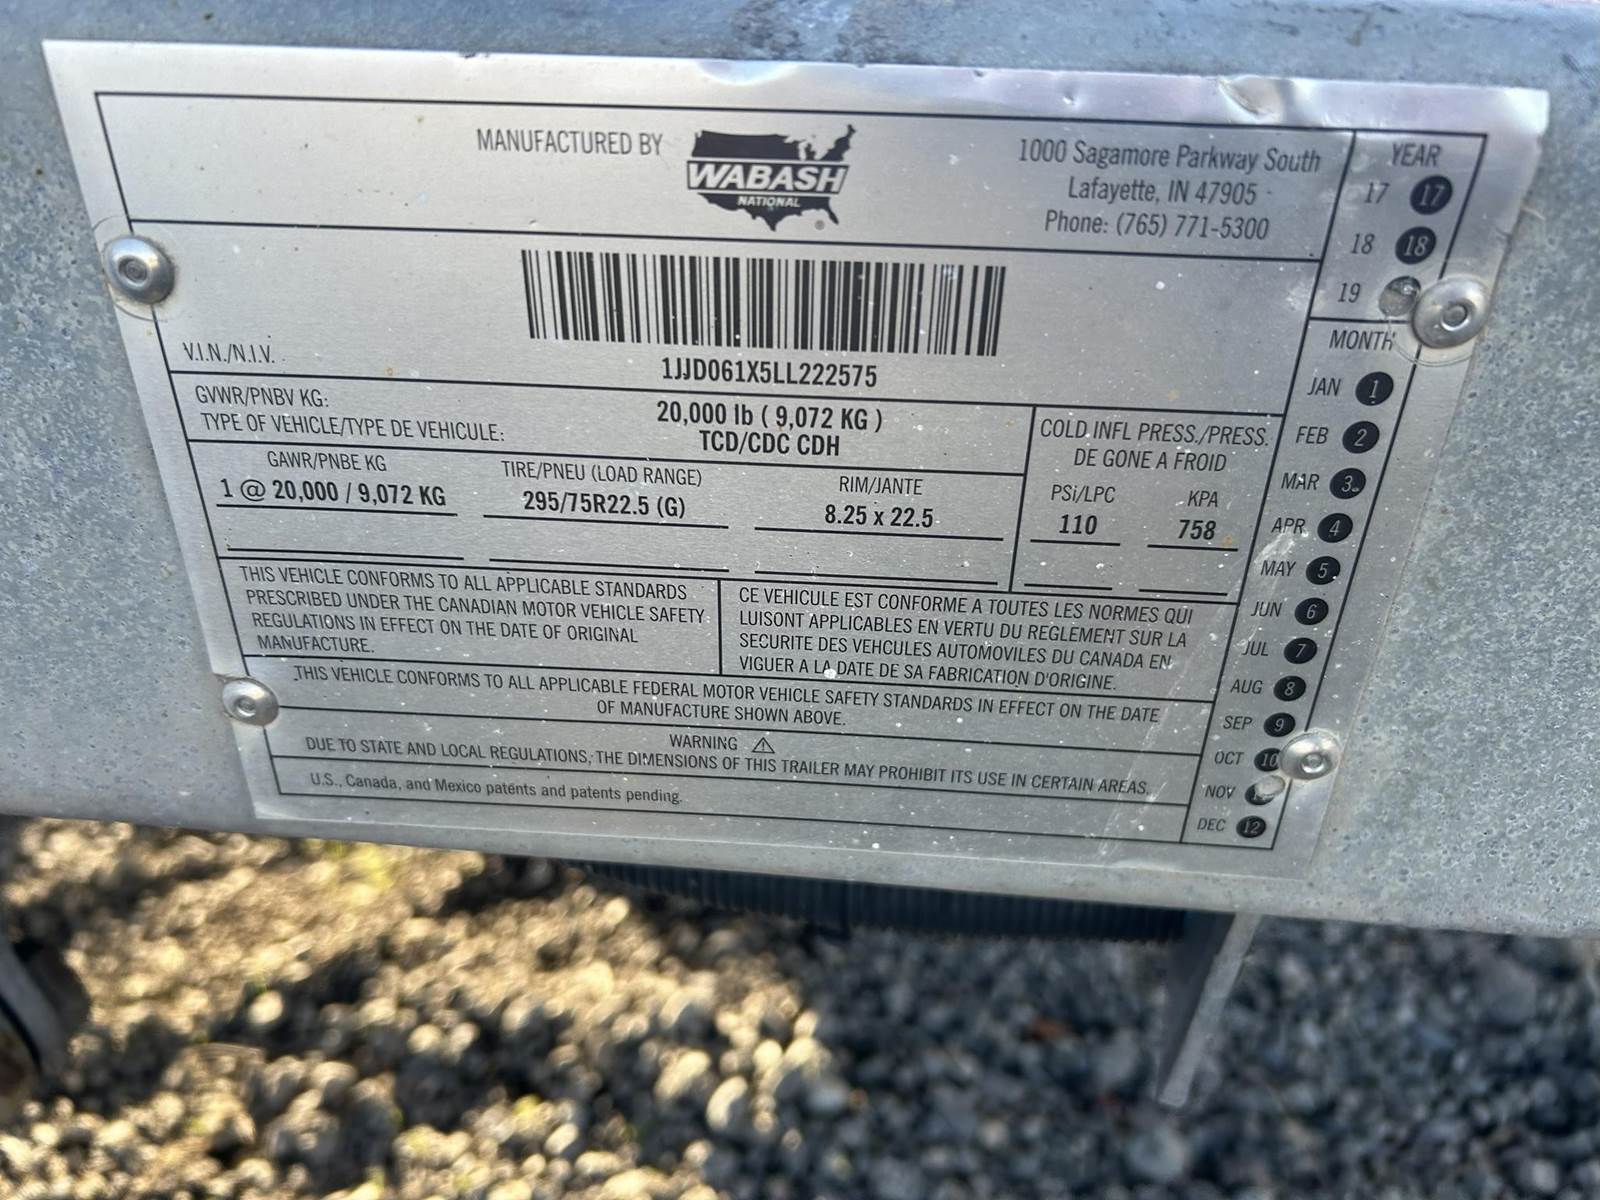 MANUFACTURED BY
WABASH
NATIONAL
®
1000 Sagamore Parkway South
Lafayette, IN 47905
Phone: (765) 771-5300
YEAR
17 17
18 18
19
V.I.N./N.I.V.
1JJD061X5LL222575
GVWR/PNBV KG:
20,000 lb ( 9,072 KG )
TYPE OF VEHICLE/TYPE DE VEHICULE:
TCD/CDC CDH
GAWR/PNBE KG
1 @ 20,000 / 9,072 KG
TIRE/PNEU (LOAD RANGE)
295/75R22.5 (G)
RIM/JANTE
8.25 x 22.5
COLD INFL PRESS./PRESS.
DE GONE A FROID
PSi/LPC KPA
110 758
MONTH
JAN 1
FEB 2
MAR 3
APR 4
MAY 5
JUN 6
JUL 7
AUG 8
SEP 9
OCT 10
NOV
DEC 12
THIS VEHICLE CONFORMS TO ALL APPLICABLE STANDARDS
PRESCRIBED UNDER THE CANADIAN MOTOR VEHICLE SAFETY
REGULATIONS IN EFFECT ON THE DATE OF ORIGINAL
MANUFACTURE.
CE VEHICULE EST CONFORME A TOUTES LES NORMES QUI
LUISONT APPLICABLES EN VERTU DU REGLEMENT SUR LA
SECURITE DES VEHCULES AUTOMOVILES DU CANADA EN
VIGUER A LA DATE DE SA FABRICATION D'ORIGINE.
THIS VEHICLE CONFORMS TO ALL APPLICABLE FEDERAL MOTOR VEHICLE SAFETY STANDARDS IN EFFECT ON THE DATE
OF MANUFACTURE SHOWN ABOVE.
WARNING
DUE TO STATE AND LOCAL REGULATIONS, THE DIMENSIONS OF THIS TRAILER MAY PROHIBIT ITS USE IN CERTAIN AREAS.
U.S., Canada, and Mexico patents and patents pending.